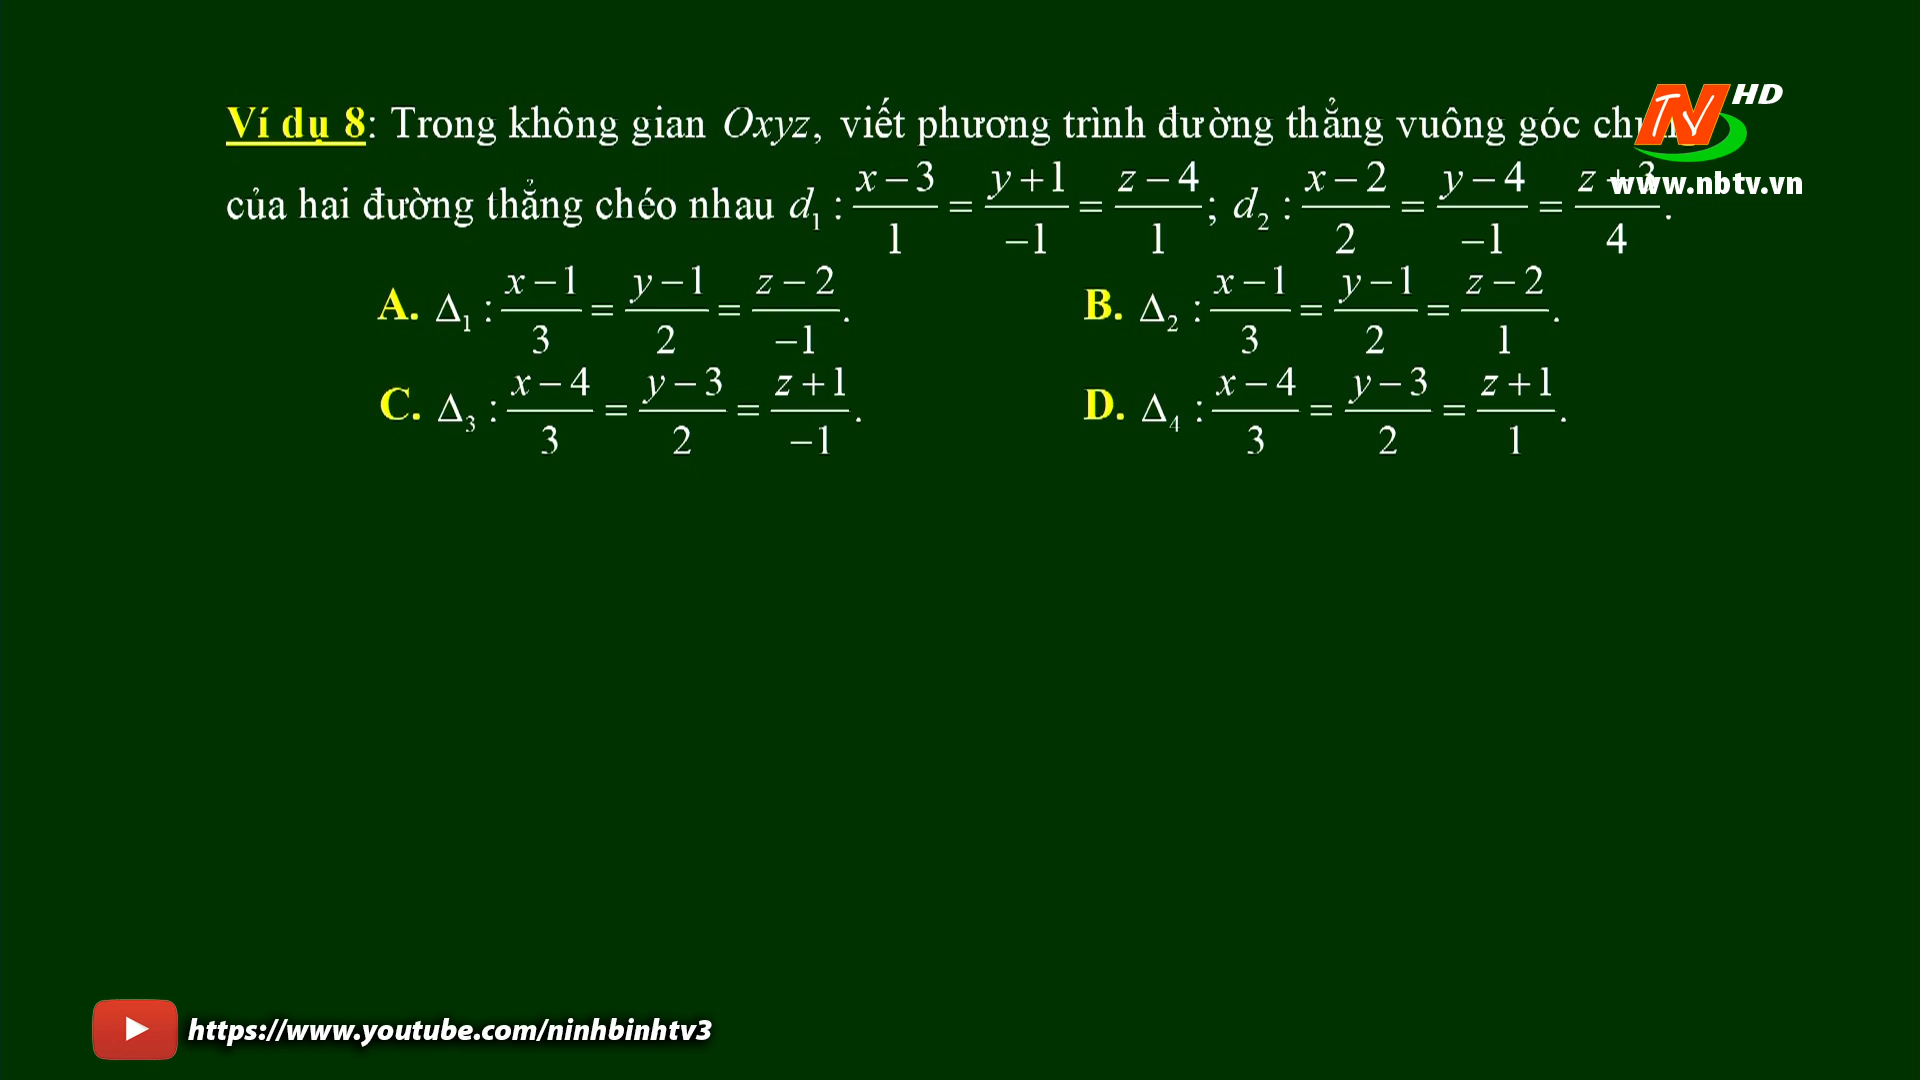 Ví dụ 8: Trong không gian Oxyz, viết phương trình đường thẳng vuông góc
của hai đường thẳng chéo nhau d₁ : (x − 3)/1 = (y + 1)/−1 = (z − 4)/1 ; d₂ : (x − 2)/2 = (y − 4)/−1 = (z + 3)/4 .
A. Δ₁ : (x − 1)/3 = (y − 1)/2 = (z − 2)/−1 . B. Δ₂ : (x − 1)/3 = (y − 1)/2 = (z − 2)/1 .
C. Δ₃ : (x − 4)/3 = (y − 3)/2 = (z + 1)/−1 . D. Δ₄ : (x − 4)/3 = (y − 3)/2 = (z + 1)/1 .
NTV HD
www.nbtv.vn
https://www.youtube.com/ninhbinhtv3